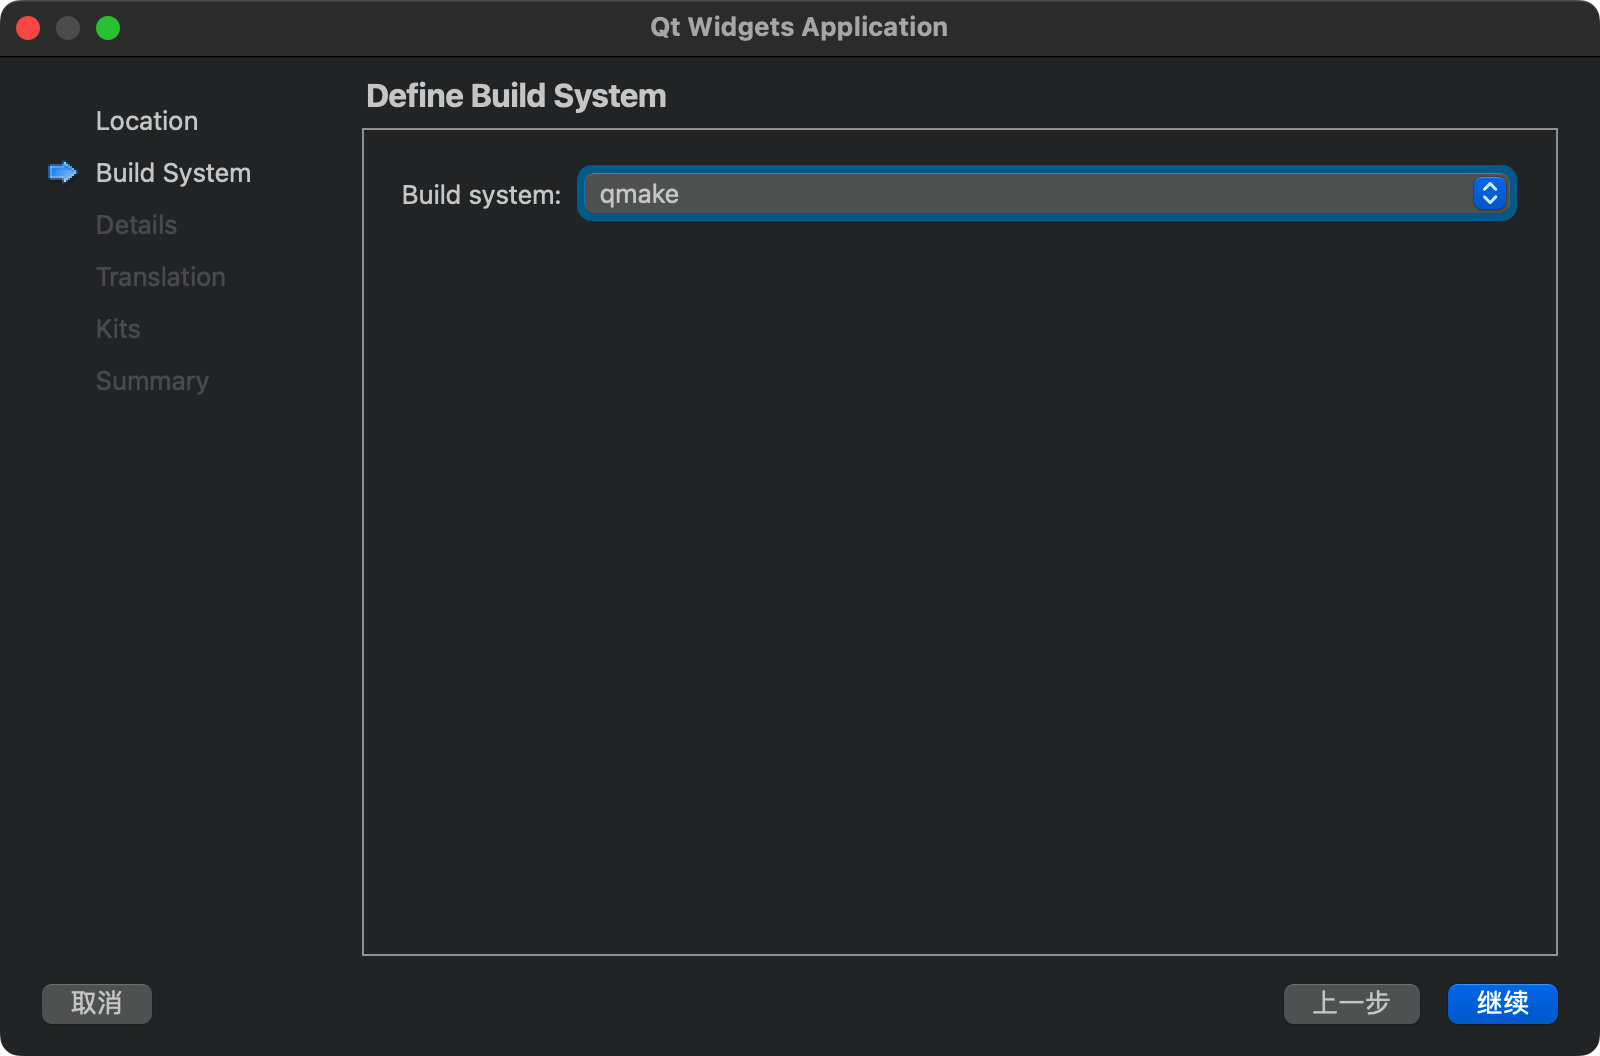 Qt Widgets Application
Location
Build System
Details
Translation
Kits
Summary
Define Build System
Build system: qmake
取消
上一步
继续